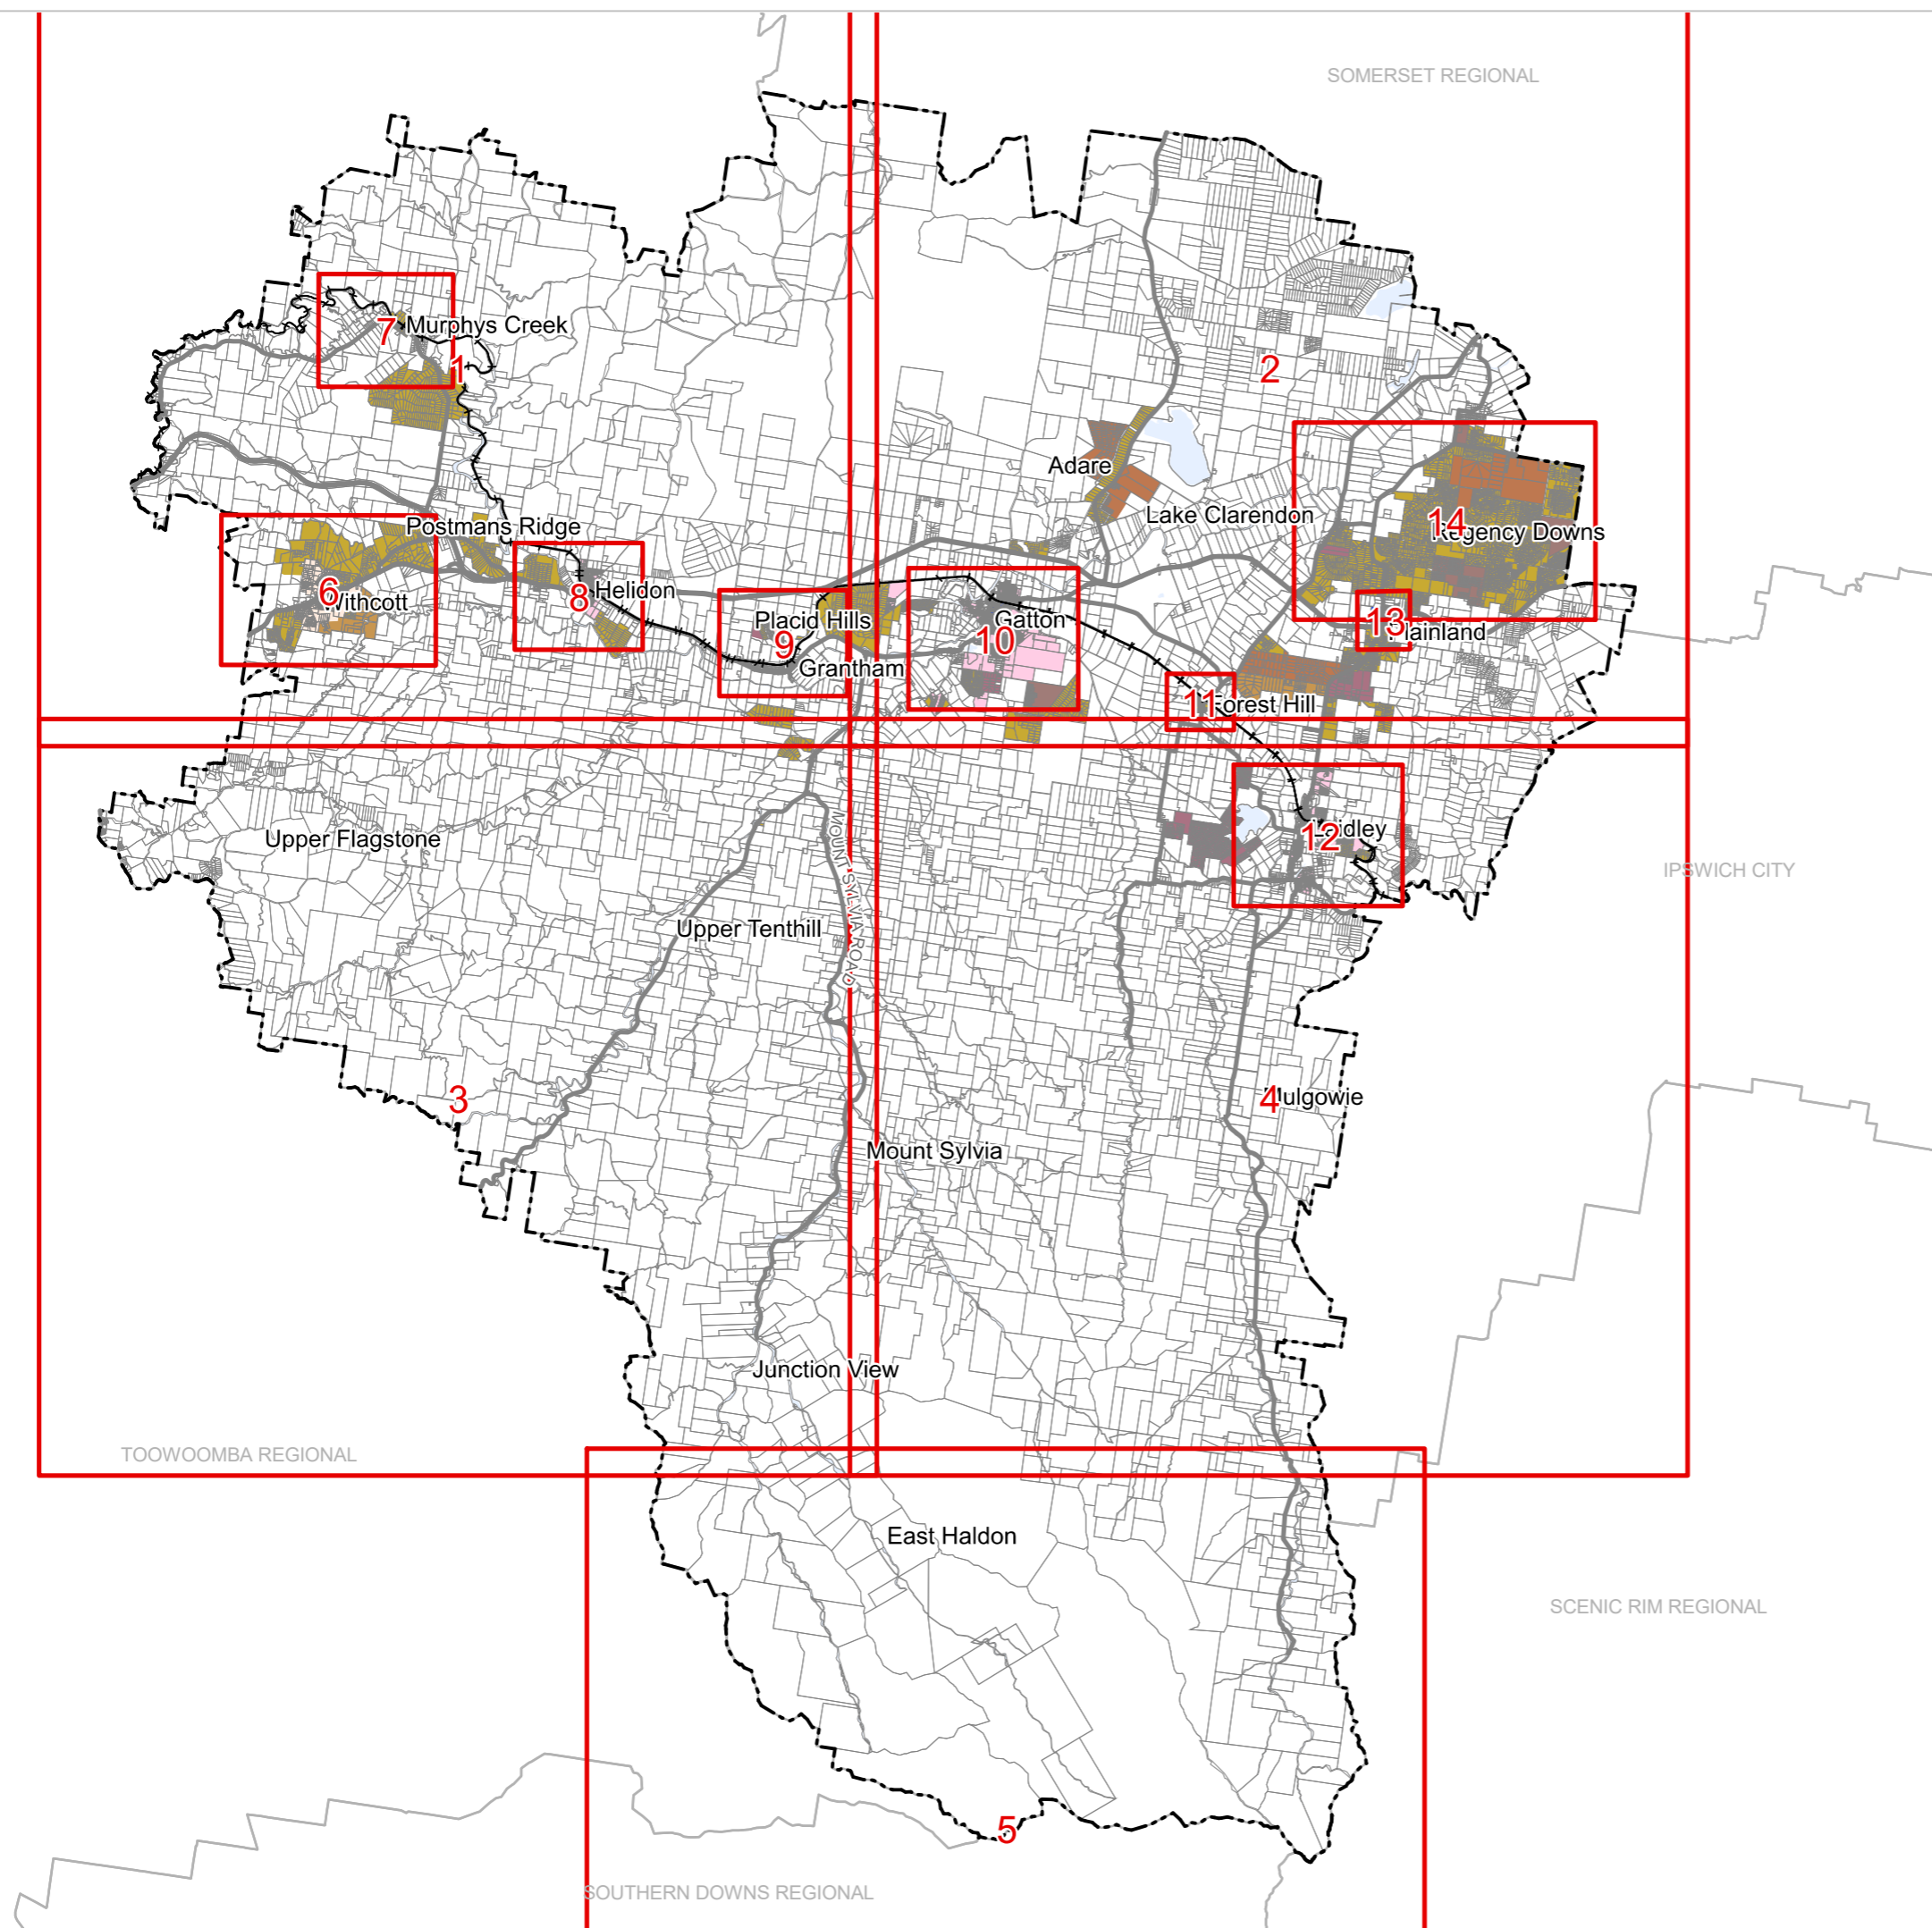 SOMERSET REGIONAL
7
Murphys Creek
1
2
Adare
Lake Clarendon
14
Regency Downs
Postmans Ridge
6
Withcott
8
Helidon
Placid Hills
9
Grantham
Gatton
10
13
Plainland
11
Forest Hill
12
Laidley
Upper Flagstone
MOUNT SYLVIA ROAD
IPSWICH CITY
Upper Tenthill
3
4
Mulgowie
Mount Sylvia
Junction View
TOOWOOMBA REGIONAL
East Haldon
SCENIC RIM REGIONAL
5
SOUTHERN DOWNS REGIONAL